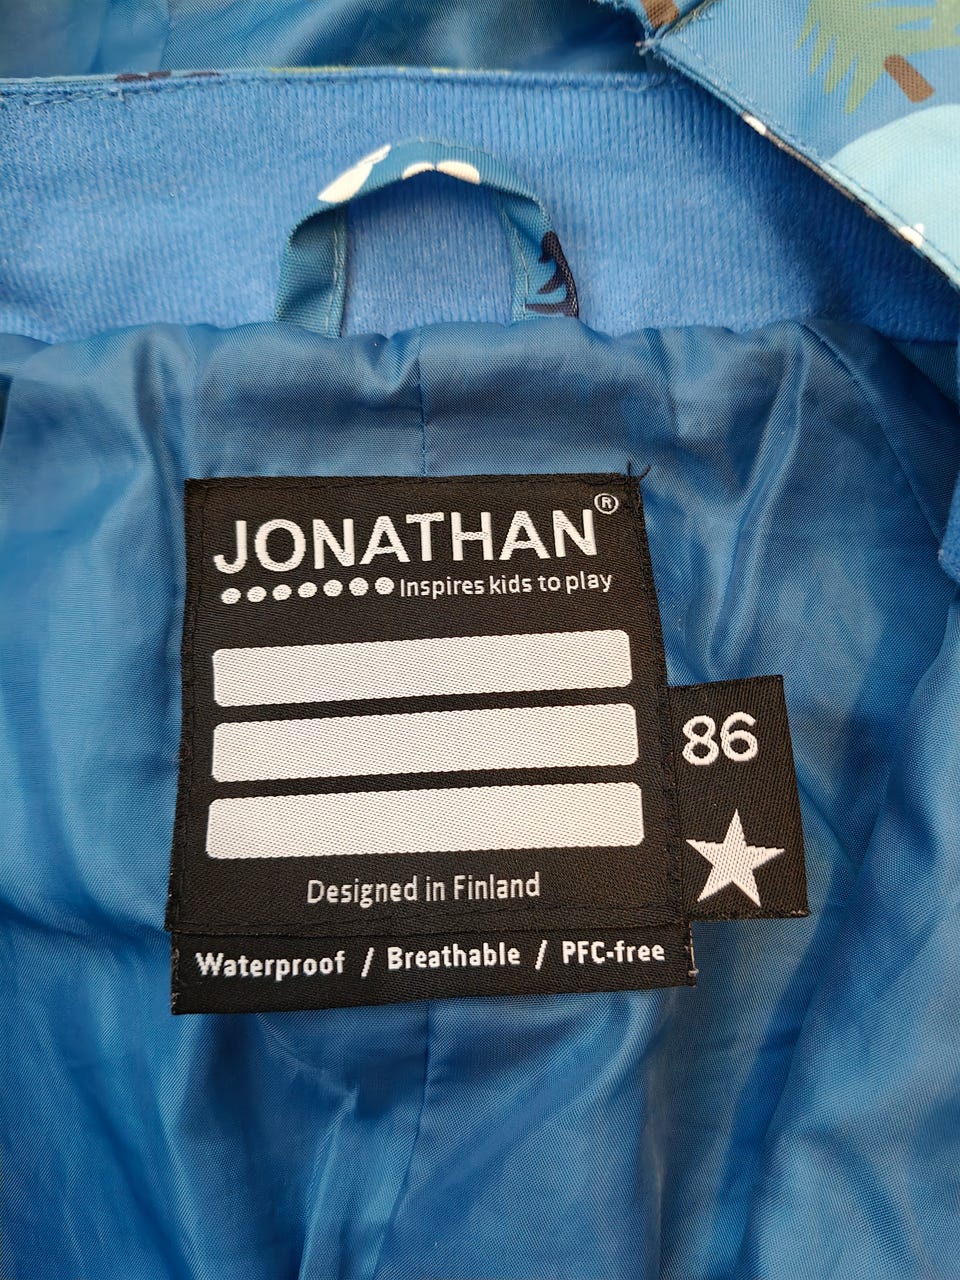 JONATHAN®
Inspires kids to play
86
Designed in Finland
Waterproof / Breathable / PFC-free